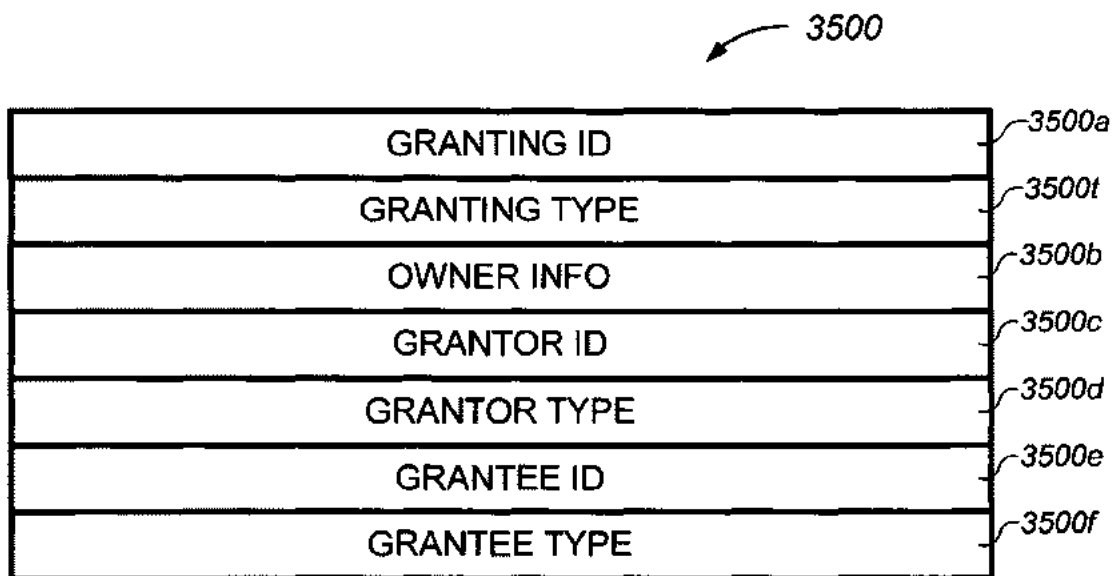 3500
GRANTING ID 3500a
GRANTING TYPE 3500t
OWNER INFO 3500b
GRANTOR ID 3500c
GRANTOR TYPE 3500d
GRANTEE ID 3500e
GRANTEE TYPE 3500f